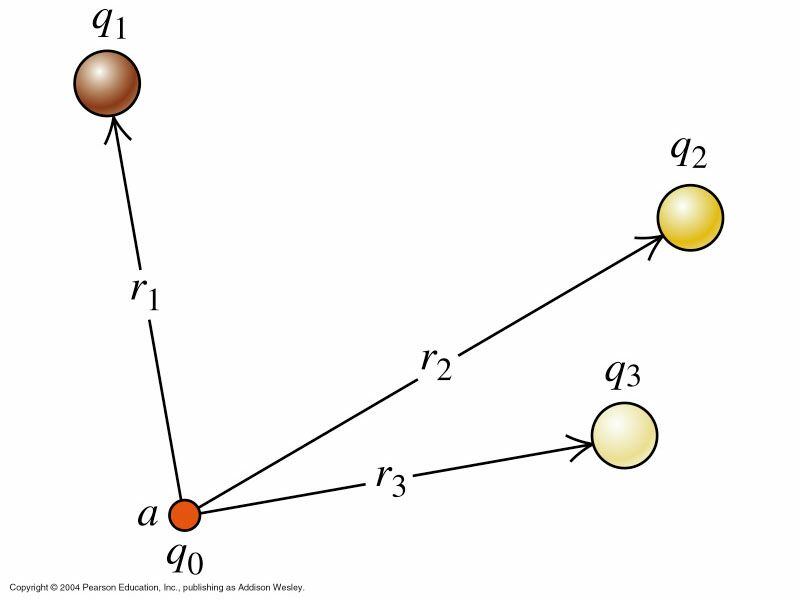 q1
q2
r1
r2
q3
r3
a
q0
Copyright © 2004 Pearson Education, Inc., publishing as Addison Wesley.